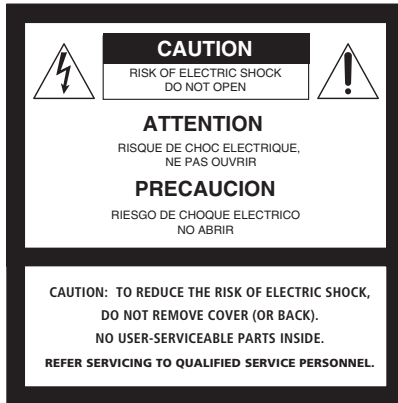 CAUTION
RISK OF ELECTRIC SHOCK
DO NOT OPEN
ATTENTION
RISQUE DE CHOC ELECTRIQUE,
NE PAS OUVRIR
PRECAUCION
RIESGO DE CHOQUE ELECTRICO
NO ABRIR
CAUTION: TO REDUCE THE RISK OF ELECTRIC SHOCK,
DO NOT REMOVE COVER (OR BACK).
NO USER-SERVICEABLE PARTS INSIDE.
REFER SERVICING TO QUALIFIED SERVICE PERSONNEL.